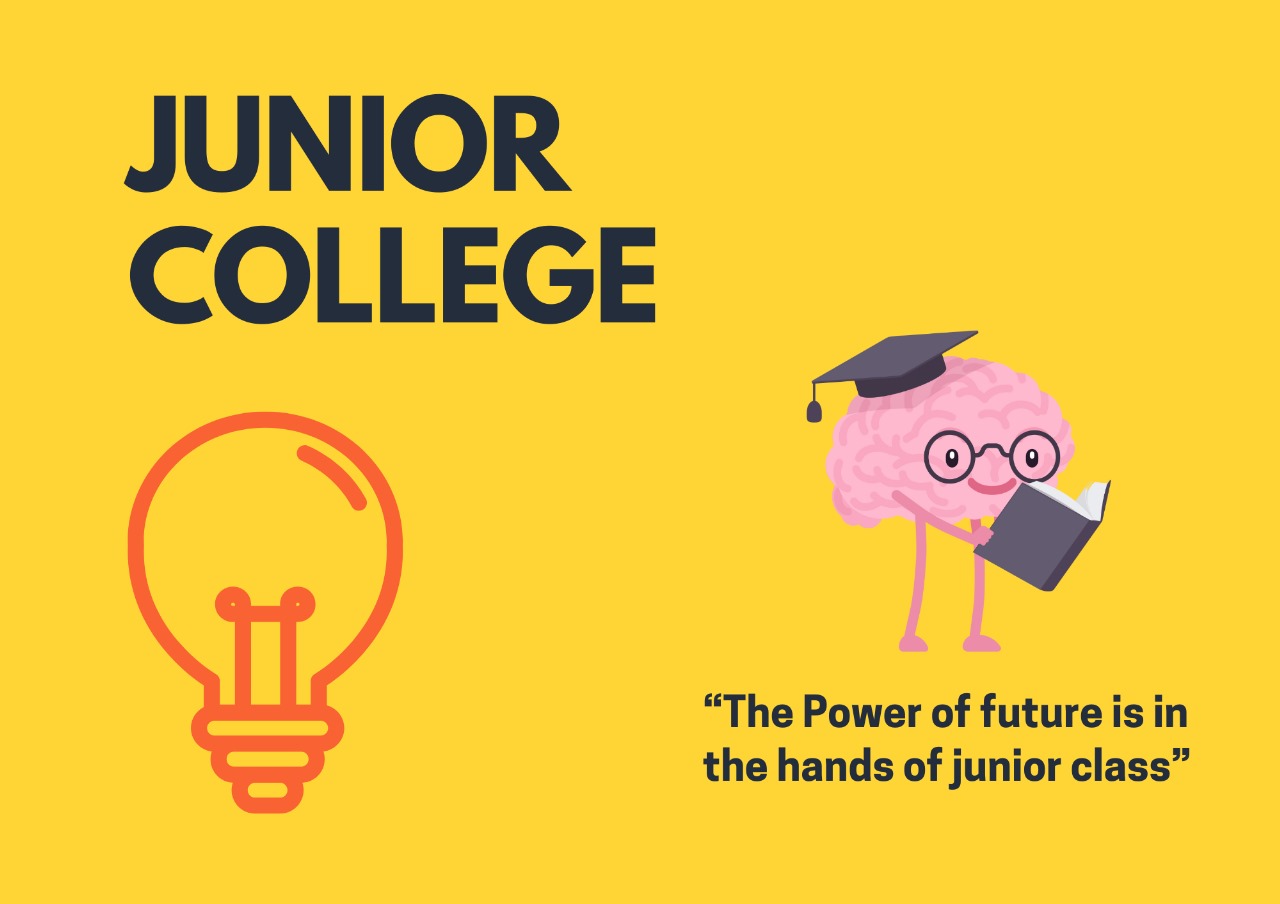 JUNIOR
COLLEGE
“The Power of future is in
the hands of junior class”